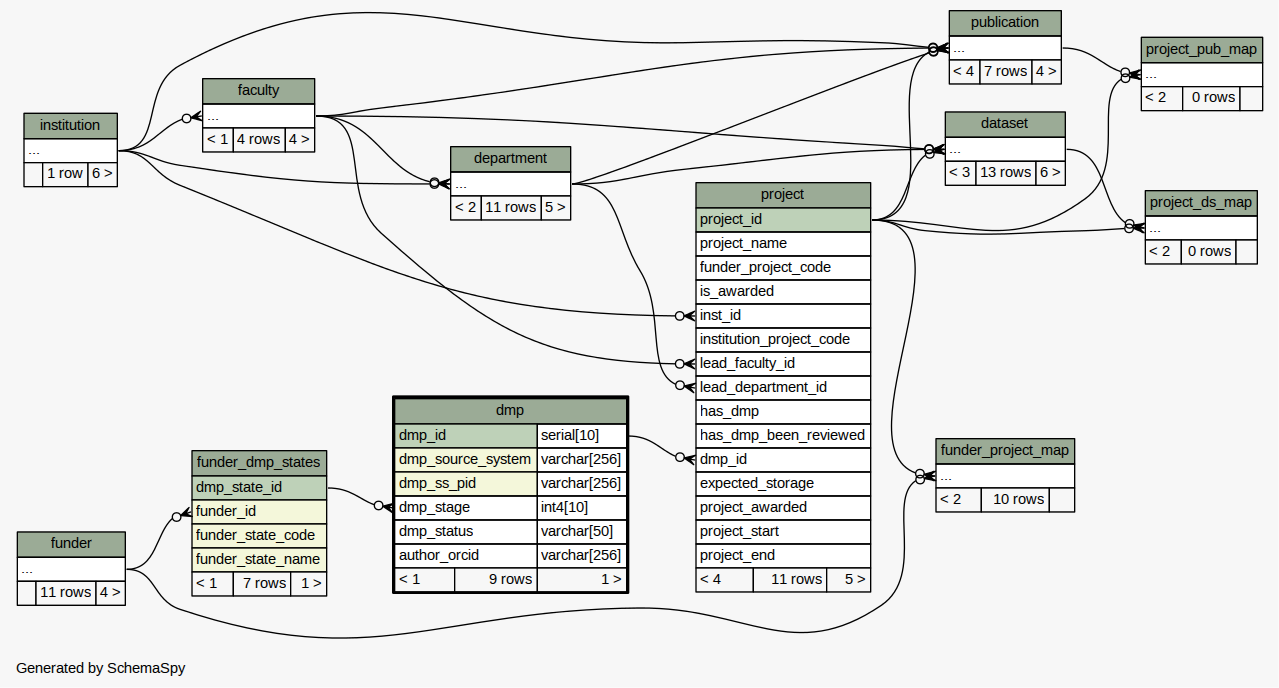 publication
...
< 4 7 rows 4 >
project_pub_map
...
< 2 0 rows
faculty
...
< 1 4 rows 4 >
institution
...
1 row 6 >
dataset
...
< 3 13 rows 6 >
department
...
< 2 11 rows 5 >
project
project_id
project_name
funder_project_code
is_awarded
inst_id
institution_project_code
lead_faculty_id
lead_department_id
has_dmp
has_dmp_been_reviewed
dmp_id
expected_storage
project_awarded
project_start
project_end
< 4 11 rows 5 >
project_ds_map
...
< 2 0 rows
dmp
dmp_id serial[10]
dmp_source_system varchar[256]
dmp_ss_pid varchar[256]
dmp_stage int4[10]
dmp_status varchar[50]
author_orcid varchar[256]
< 1 9 rows 1 >
funder_dmp_states
dmp_state_id
funder_id
funder_state_code
funder_state_name
< 1 7 rows 1 >
funder_project_map
...
< 2 10 rows
funder
...
11 rows 4 >
Generated by SchemaSpy